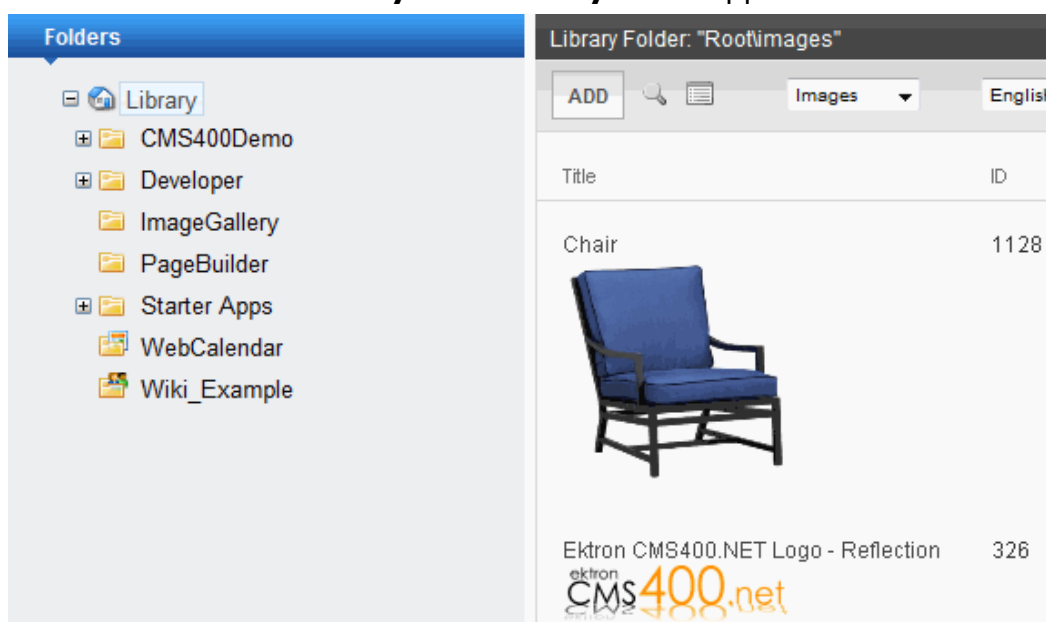 Folders
Library
CMS400Demo
Developer
ImageGallery
PageBuilder
Starter Apps
WebCalendar
Wiki_Example
Library Folder: "Root\images"
ADD Images English
Title ID
Chair 1128
Ektron CMS400.NET Logo - Reflection 326
ektron
CMS400.net